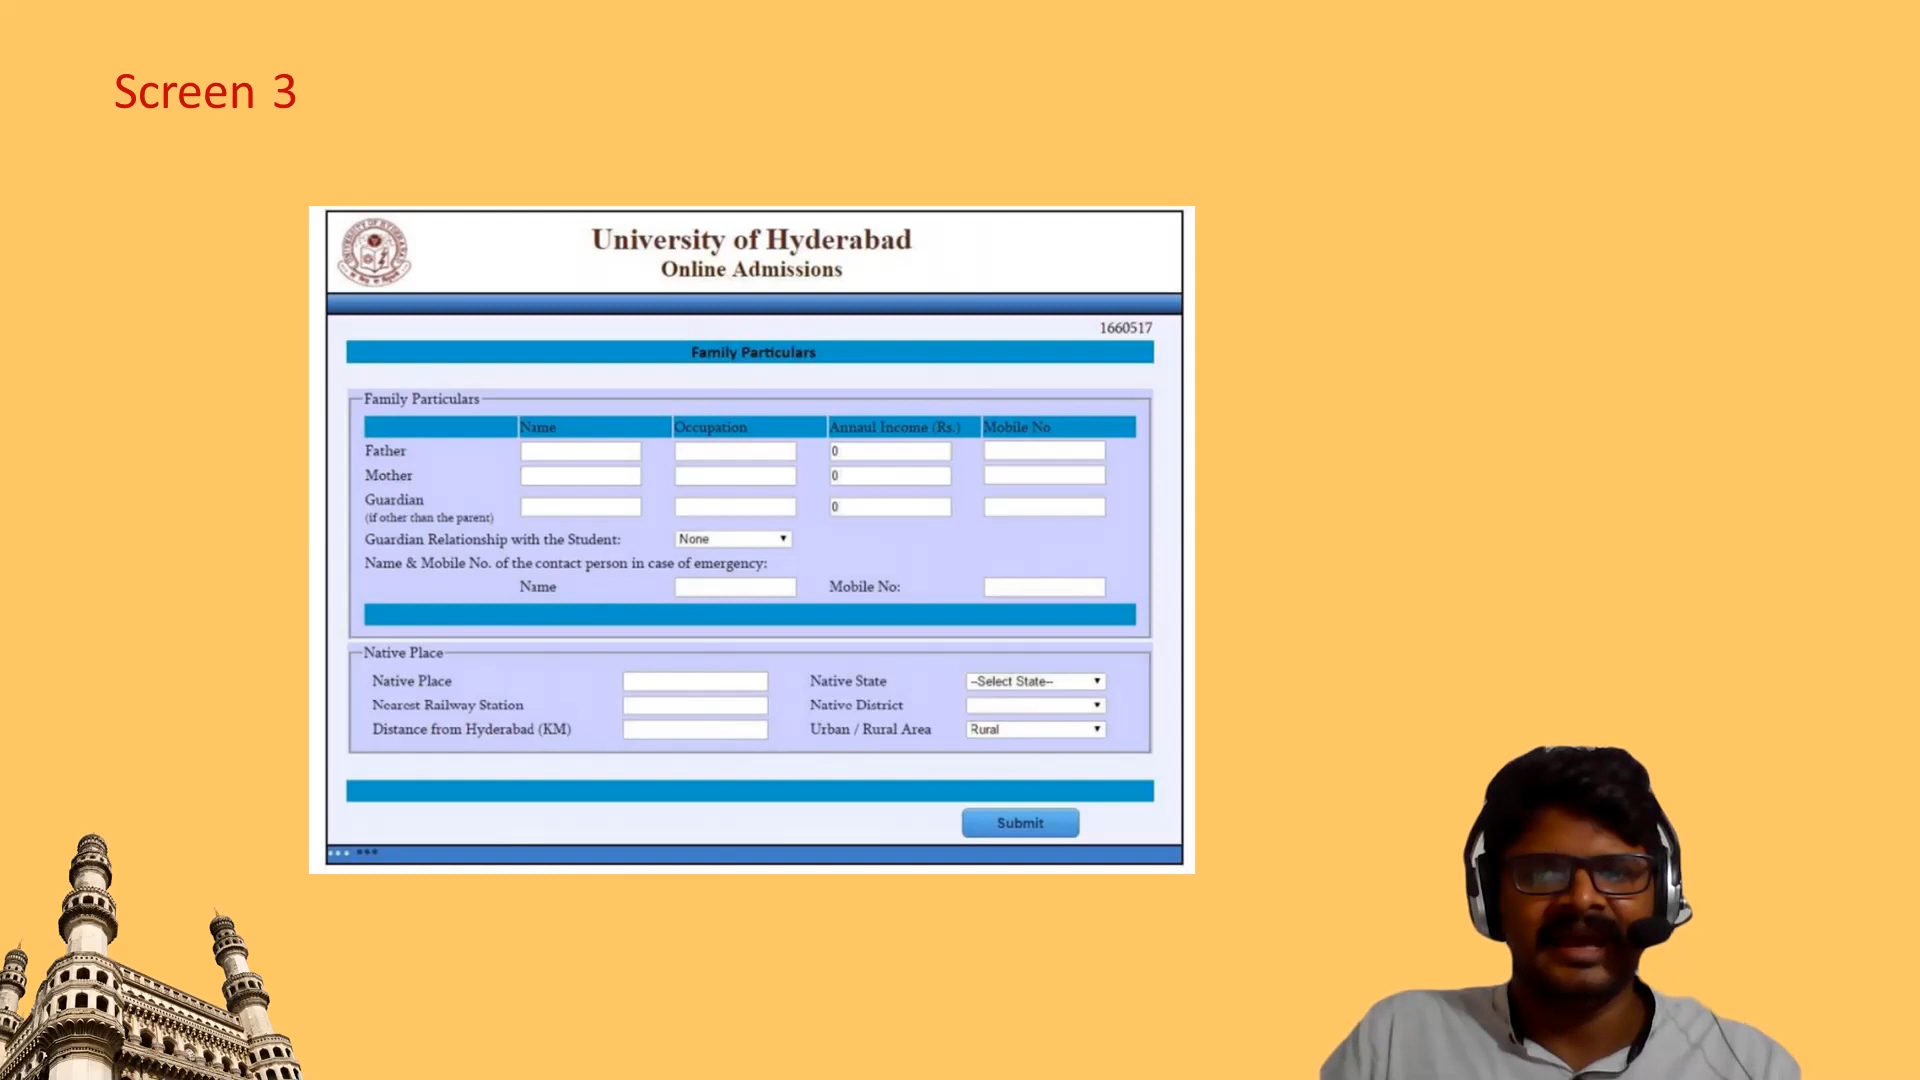 Screen 3
University of Hyderabad
Online Admissions
1660517
Family Particulars
Family Particulars
Name Occupation Annaul Income (Rs.) Mobile No
Father 0
Mother 0
Guardian 0
(if other than the parent)
Guardian Relationship with the Student: None
Name & Mobile No. of the contact person in case of emergency:
Name Mobile No:
Native Place
Native Place Native State --Select State--
Nearest Railway Station Native District
Distance from Hyderabad (KM) Urban / Rural Area Rural
Submit